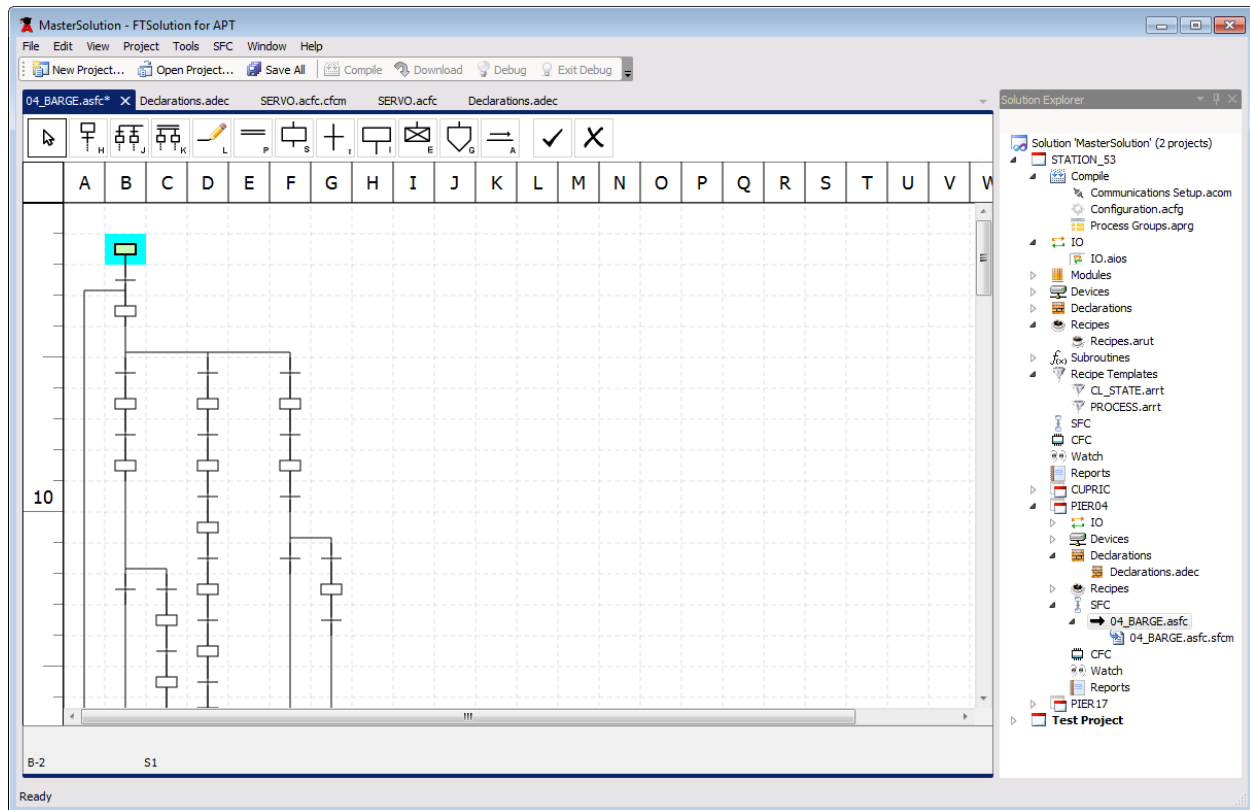 MasterSolution - FTSolution for APT
File Edit View Project Tools SFC Window Help
New Project... Open Project... Save All Compile Download Debug Exit Debug
04_BARGE.asfc* X Declarations.adec SERVO.acfc.cfcm SERVO.acfc Declarations.adec
H J K L P S T I E G A
A B C D E F G H I J K L M N O P Q R S T U V W
10
B-2 S1
Ready
Solution Explorer
Solution 'MasterSolution' (2 projects)
STATION_53
Compile
Communications Setup.acom
Configuration.acfg
Process Groups.aprg
IO
IO.aios
Modules
Devices
Declarations
Recipes
Recipes.arut
f(x) Subroutines
Recipe Templates
CL_STATE.arrt
PROCESS.arrt
SFC
CFC
Watch
Reports
CUPRIC
PIER04
IO
Devices
Declarations
Declarations.adec
Recipes
SFC
04_BARGE.asfc
04_BARGE.asfc.sfcm
CFC
Watch
Reports
PIER17
Test Project